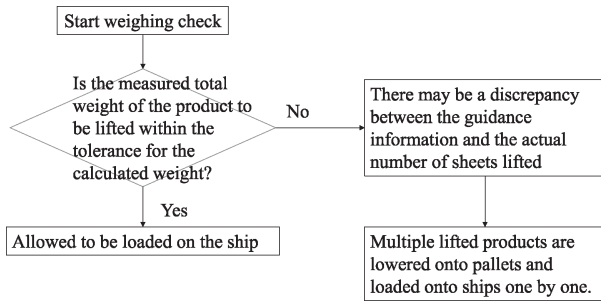 Start weighing check
Is the measured total
weight of the product to
be lifted within the
tolerance for the
calculated weight?
No
There may be a discrepancy
between the guidance
information and the actual
number of sheets lifted
Yes
Allowed to be loaded on the ship
Multiple lifted products are
lowered onto pallets and
loaded onto ships one by one.